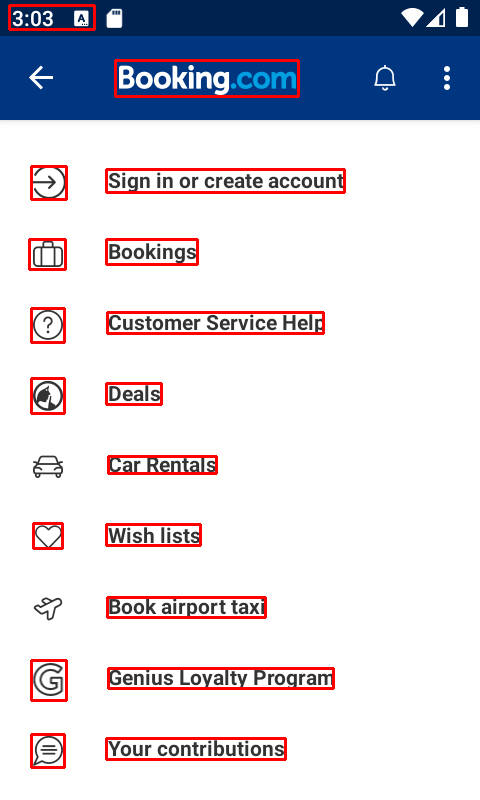 3:03
Booking.com
Sign in or create account
Bookings
Customer Service Help
Deals
Car Rentals
Wish lists
Book airport taxi
Genius Loyalty Program
Your contributions